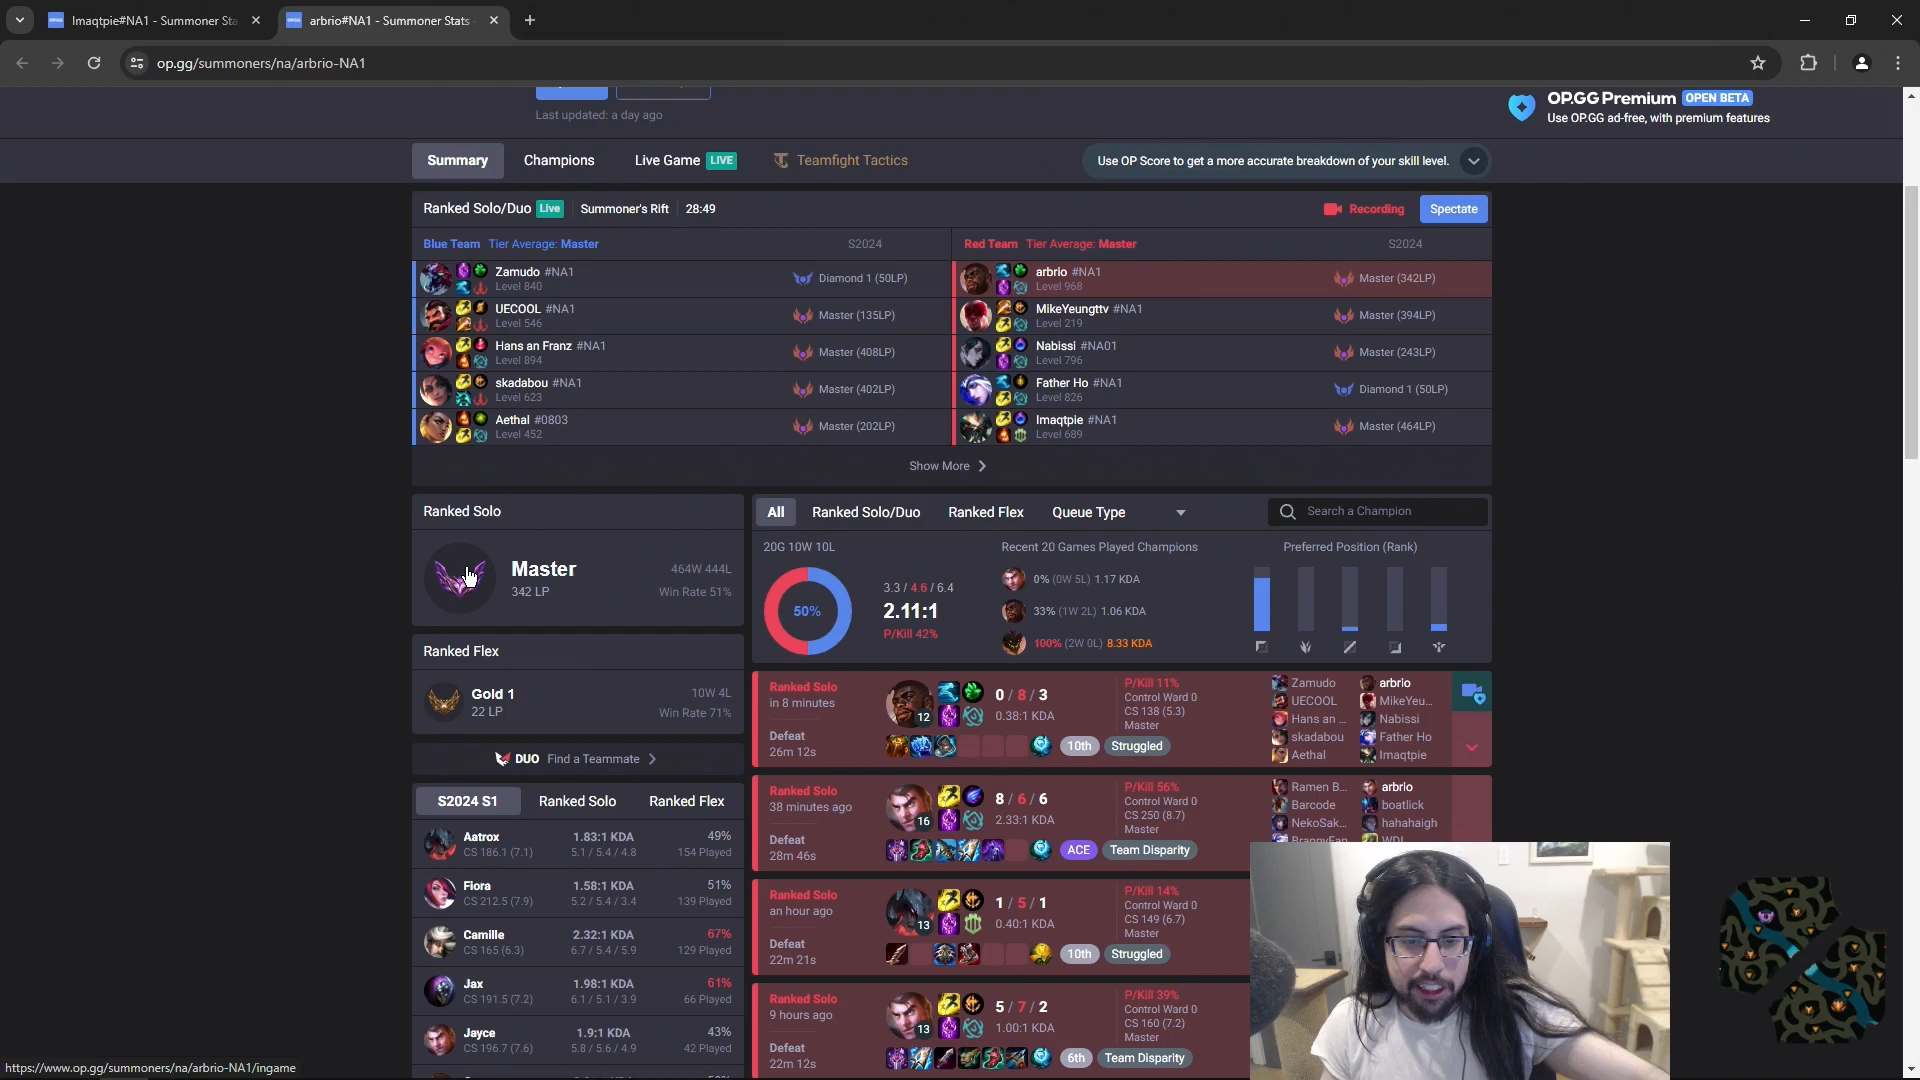 Imaqtpie#NA1 - Summoner Sta
arbrio#NA1 - Summoner Stats
op.gg/summoners/na/arbrio-NA1
Last updated: a day ago
OP.GG Premium OPEN BETA
Use OP.GG ad-free, with premium features
Summary Champions Live Game LIVE Teamfight Tactics
Use OP Score to get a more accurate breakdown of your skill level.
Ranked Solo/Duo Live Summoner's Rift 28:49
Recording Spectate
Blue Team Tier Average: Master S2024
Red Team Tier Average: Master S2024
Zamudo #NA1
Level 840
Diamond 1 (50LP)
arbrio #NA1
Level 968
Master (342LP)
UECOOL #NA1
Level 546
Master (135LP)
MikeYeungttv #NA1
Level 219
Master (394LP)
Hans an Franz #NA1
Level 894
Master (408LP)
Nabissi #NA01
Level 796
Master (243LP)
skadabou #NA1
Level 623
Master (402LP)
Father Ho #NA1
Level 826
Diamond 1 (50LP)
Aethal #0803
Level 452
Master (202LP)
Imaqtpie #NA1
Level 689
Master (464LP)
Show More
Ranked Solo
Master
342 LP
464W 444L
Win Rate 51%
Ranked Flex
Gold 1
22 LP
10W 4L
Win Rate 71%
DUO Find a Teammate
S2024 S1 Ranked Solo Ranked Flex
Aatrox 1.83:1 KDA 49%
CS 186.1 (7.1) 5.1 / 5.4 / 4.8 154 Played
Fiora 1.58:1 KDA 51%
CS 212.5 (7.9) 5.2 / 5.4 / 3.4 139 Played
Camille 2.32:1 KDA 67%
CS 165 (6.3) 6.7 / 5.4 / 5.9 129 Played
Jax 1.98:1 KDA 61%
CS 191.5 (7.2) 6.1 / 5.1 / 3.9 66 Played
Jayce 1.9:1 KDA 43%
CS 196.7 (7.6) 5.8 / 5.6 / 4.9 42 Played
All Ranked Solo/Duo Ranked Flex Queue Type
Search a Champion
20G 10W 10L
50%
3.3 / 4.6 / 6.4
2.11:1
P/Kill 42%
Recent 20 Games Played Champions
0% (0W 5L) 1.17 KDA
33% (1W 2L) 1.06 KDA
100% (2W 0L) 8.33 KDA
Preferred Position (Rank)
Ranked Solo
in 8 minutes
Defeat
26m 12s
12
0 / 8 / 3
0.38:1 KDA
P/Kill 11%
Control Ward 0
CS 138 (5.3)
Master
10th Struggled
Zamudo arbrio
UECOOL MikeYeu...
Hans an ... Nabissi
skadabou Father Ho
Aethal Imaqtpie
Ranked Solo
38 minutes ago
Defeat
28m 46s
16
8 / 6 / 6
2.33:1 KDA
P/Kill 56%
Control Ward 0
CS 250 (8.7)
Master
ACE Team Disparity
Ramen B... arbrio
Barcode boatlick
NekoSak... hahahaigh
Ranked Solo
an hour ago
Defeat
22m 21s
13
1 / 5 / 1
0.40:1 KDA
P/Kill 14%
Control Ward 0
CS 149 (6.7)
Master
10th Struggled
Ranked Solo
9 hours ago
Defeat
22m 12s
13
5 / 7 / 2
1.00:1 KDA
P/Kill 39%
Control Ward 0
CS 160 (7.2)
Master
6th Team Disparity
https://www.op.gg/summoners/na/arbrio-NA1/ingame